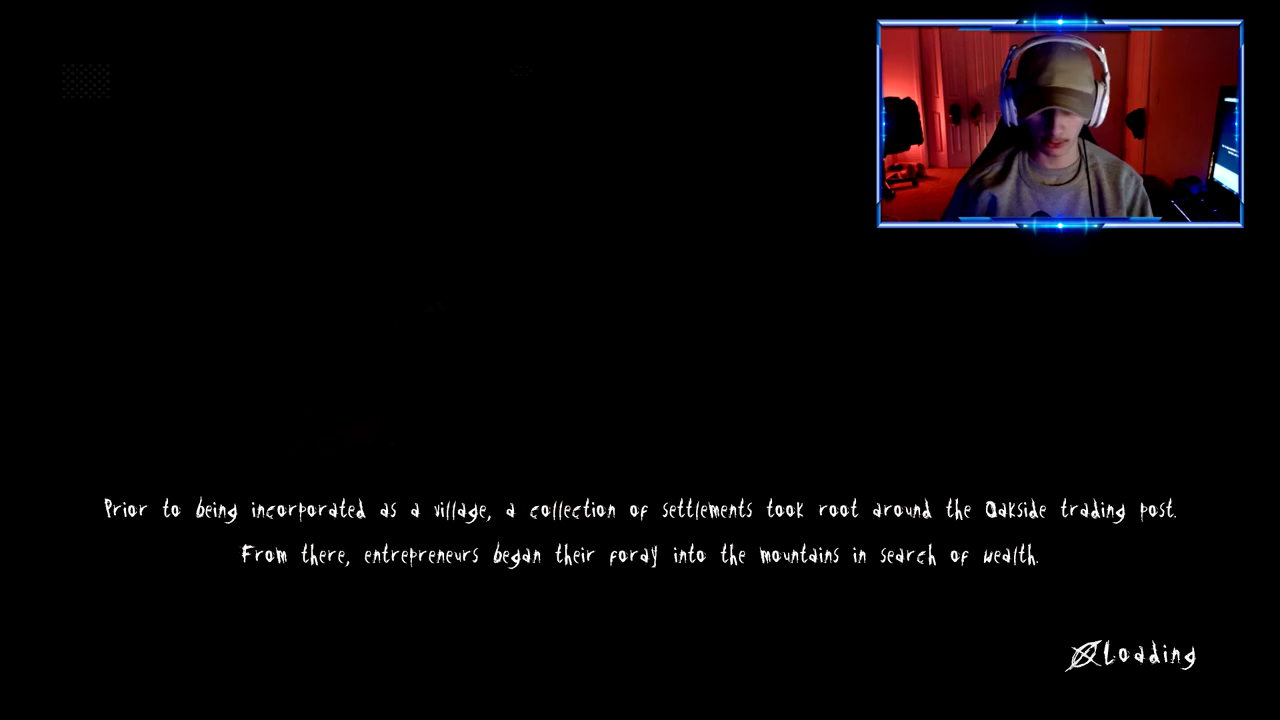 Prior to being incorporated as a village, a collection of settlements took root around the Oakside trading post.
From there, entrepreneurs began their foray into the mountains in search of wealth.
Loading